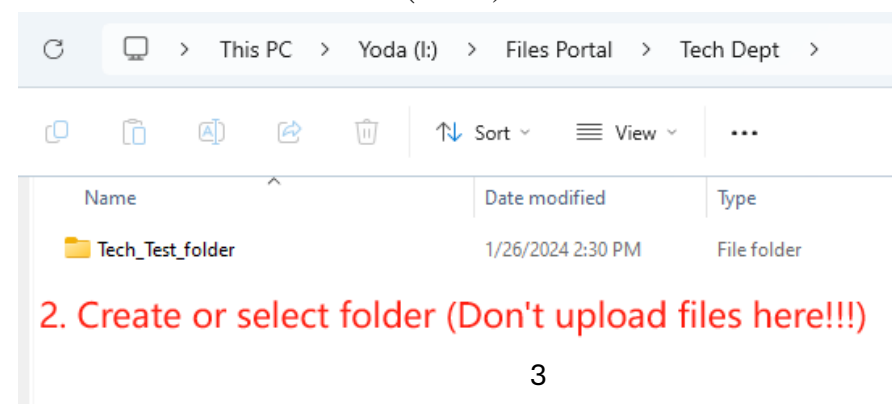 This PC > Yoda (I:) > Files Portal > Tech Dept >
Sort View ...
Name Date modified Type
Tech_Test_folder 1/26/2024 2:30 PM File folder
2. Create or select folder (Don't upload files here!!!)
3